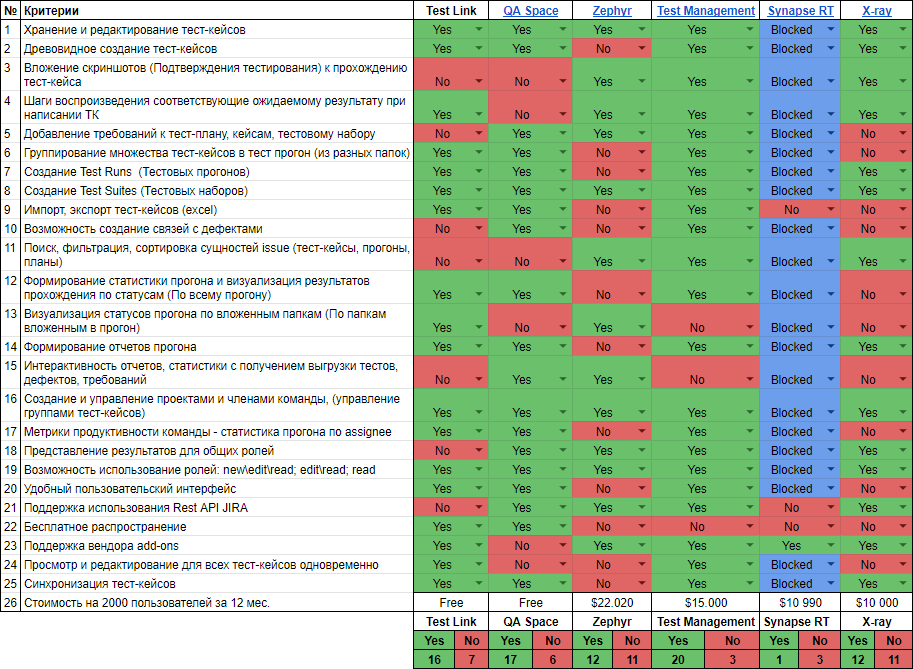 № Критерии Test Link QA Space Zephyr Test Management Synapse RT X-ray
1 Хранение и редактирование тест-кейсов Yes Yes Yes Yes Blocked Yes
2 Древовидное создание тест-кейсов Yes Yes No Yes Blocked Yes
3 Вложение скриншотов (Подтверждения тестирования) к прохождению
тест-кейса No No Yes Yes Blocked Yes
4 Шаги воспроизведения соответствующие ожидаемому результату при
написании ТК Yes No Yes Yes Blocked Yes
5 Добавление требований к тест-плану, кейсам, тестовому набору No Yes Yes Yes Blocked No
6 Группирование множества тест-кейсов в тест прогон (из разных папок) Yes Yes No Yes Blocked No
7 Создание Test Runs (Тестовых прогонов) Yes Yes No Yes Blocked Yes
8 Создание Test Suites (Тестовых наборов) Yes Yes Yes Yes Blocked Yes
9 Импорт, экспорт тест-кейсов (excel) Yes Yes No Yes No No
10 Возможность создание связей с дефектами No Yes No Yes Blocked Yes
11 Поиск, фильтрация, сортировка сущностей issue (тест-кейсы, прогоны,
планы) No No Yes Yes Blocked Yes
12 Формирование статистики прогона и визуализация результатов
прохождения по статусам (По всему прогону) Yes Yes No Yes Blocked No
13 Визуализация статусов прогона по вложенным папкам (По папкам
вложенным в прогон) Yes No Yes No Blocked No
14 Формирование отчетов прогона Yes Yes No Yes Blocked Yes
15 Интерактивность отчетов, статистики с получением выгрузки тестов,
дефектов, требований No Yes Yes No Blocked No
16 Создание и управление проектами и членами команды, (управление
группами тест-кейсов) Yes Yes Yes Yes Blocked Yes
17 Метрики продуктивности команды - статистика прогона по assignee Yes Yes No Yes Blocked No
18 Представление результатов для общих ролей No Yes Yes Yes Blocked Yes
19 Возможность использование ролей: new\edit\read; edit\read; read Yes Yes Yes Yes Blocked Yes
20 Удобный пользовательский интерфейс Yes Yes No Yes Blocked No
21 Поддержка использования Rest API JIRA No Yes Yes Yes No Yes
22 Бесплатное распространение Yes Yes No No No No
23 Поддержка вендора add-ons Yes No Yes Yes Yes Yes
24 Просмотр и редактирование для всех тест-кейсов одновременно Yes No No Yes Blocked No
25 Синхронизация тест-кейсов Yes Yes No Yes Blocked Yes
26 Стоимость на 2000 пользователей за 12 мес. Free Free $22.020 $15.000 $10 990 $10 000
Test Link QA Space Zephyr Test Management Synapse RT X-ray
Yes No Yes No Yes No Yes No Yes No Yes No
16 7 17 6 12 11 20 3 1 3 12 11